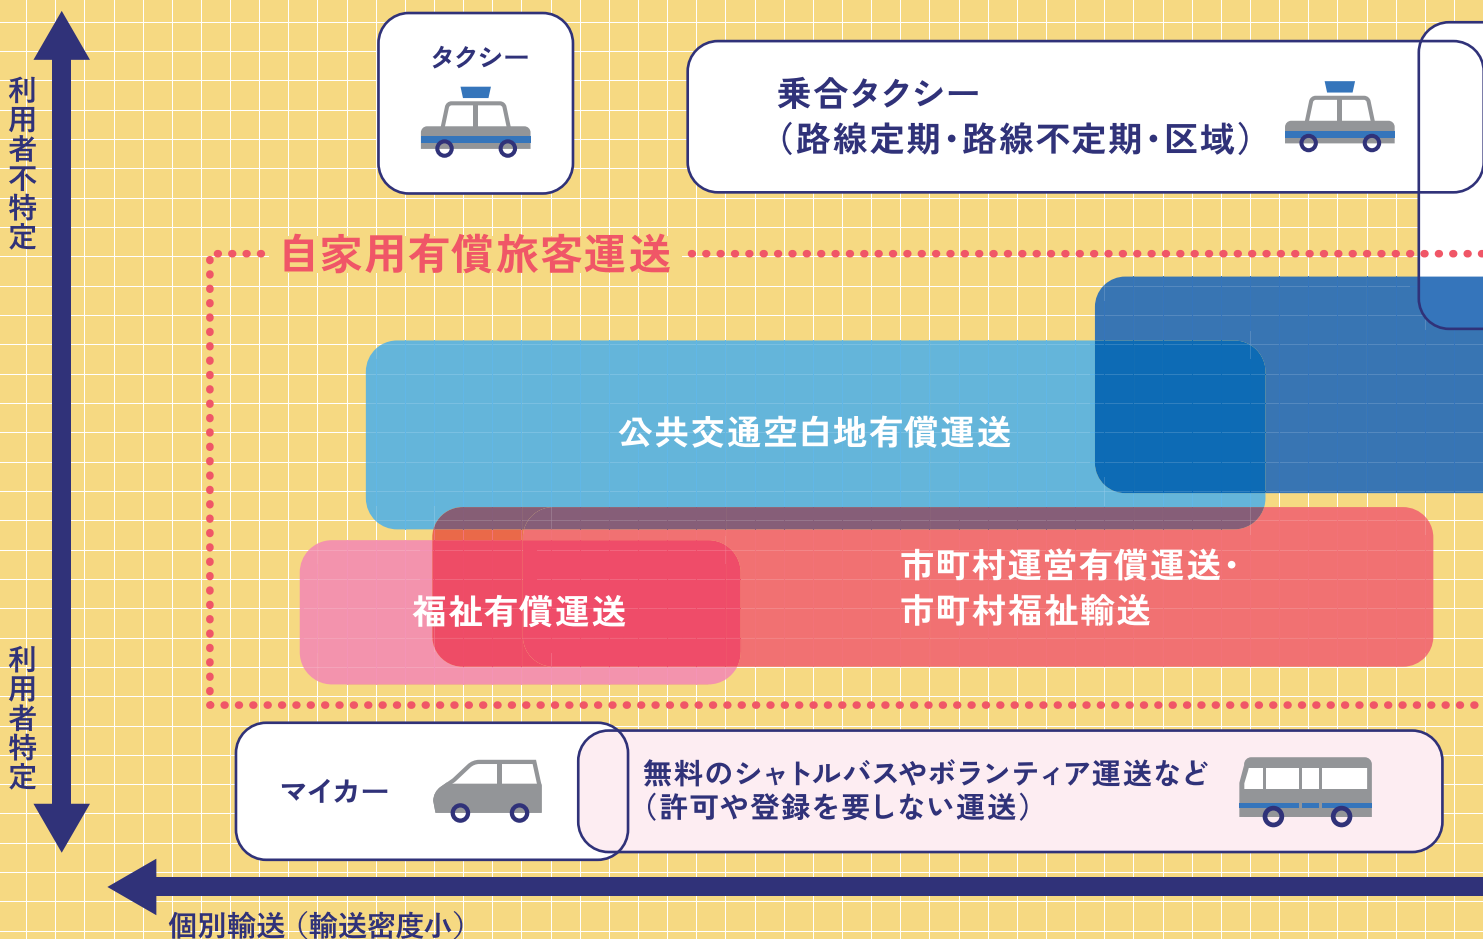 利用者不特定
タクシー
乗合タクシー
（路線定期・路線不定期・区域）
自家用有償旅客運送
公共交通空白地有償運送
市町村運営有償運送・
市町村福祉輸送
福祉有償運送
利用者特定
マイカー
無料のシャトルバスやボランティア運送など
（許可や登録を要しない運送）
個別輸送（輸送密度小）